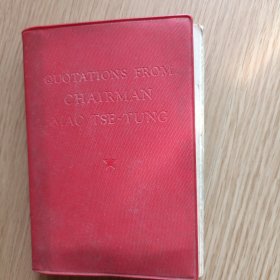 QUOTATIONS FROM
CHAIRMAN
MAO TSE-TUNG